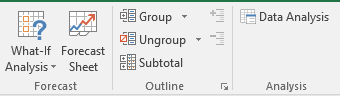 What-If
Analysis
Forecast
Sheet
Forecast
Group
Ungroup
Subtotal
Outline
Data Analysis
Analysis